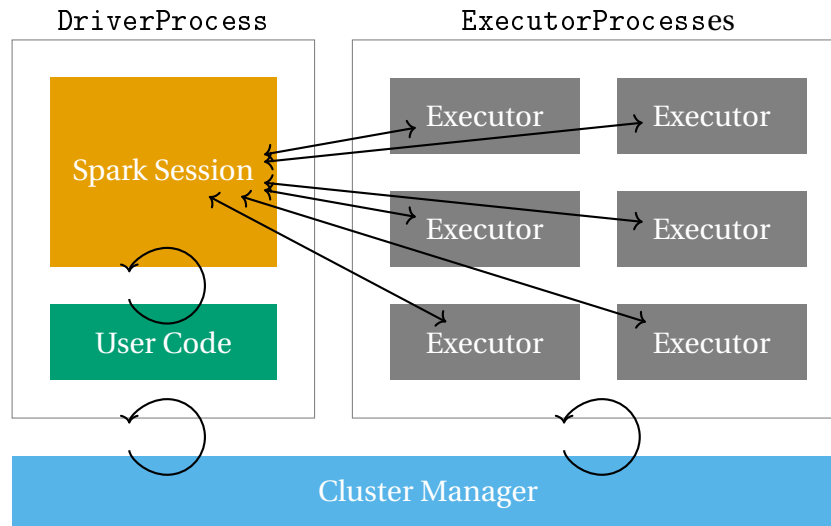 DriverProcess
ExecutorProcesses
Executor
Executor
Spark Session
Executor
Executor
User Code
Executor
Executor
Cluster Manager